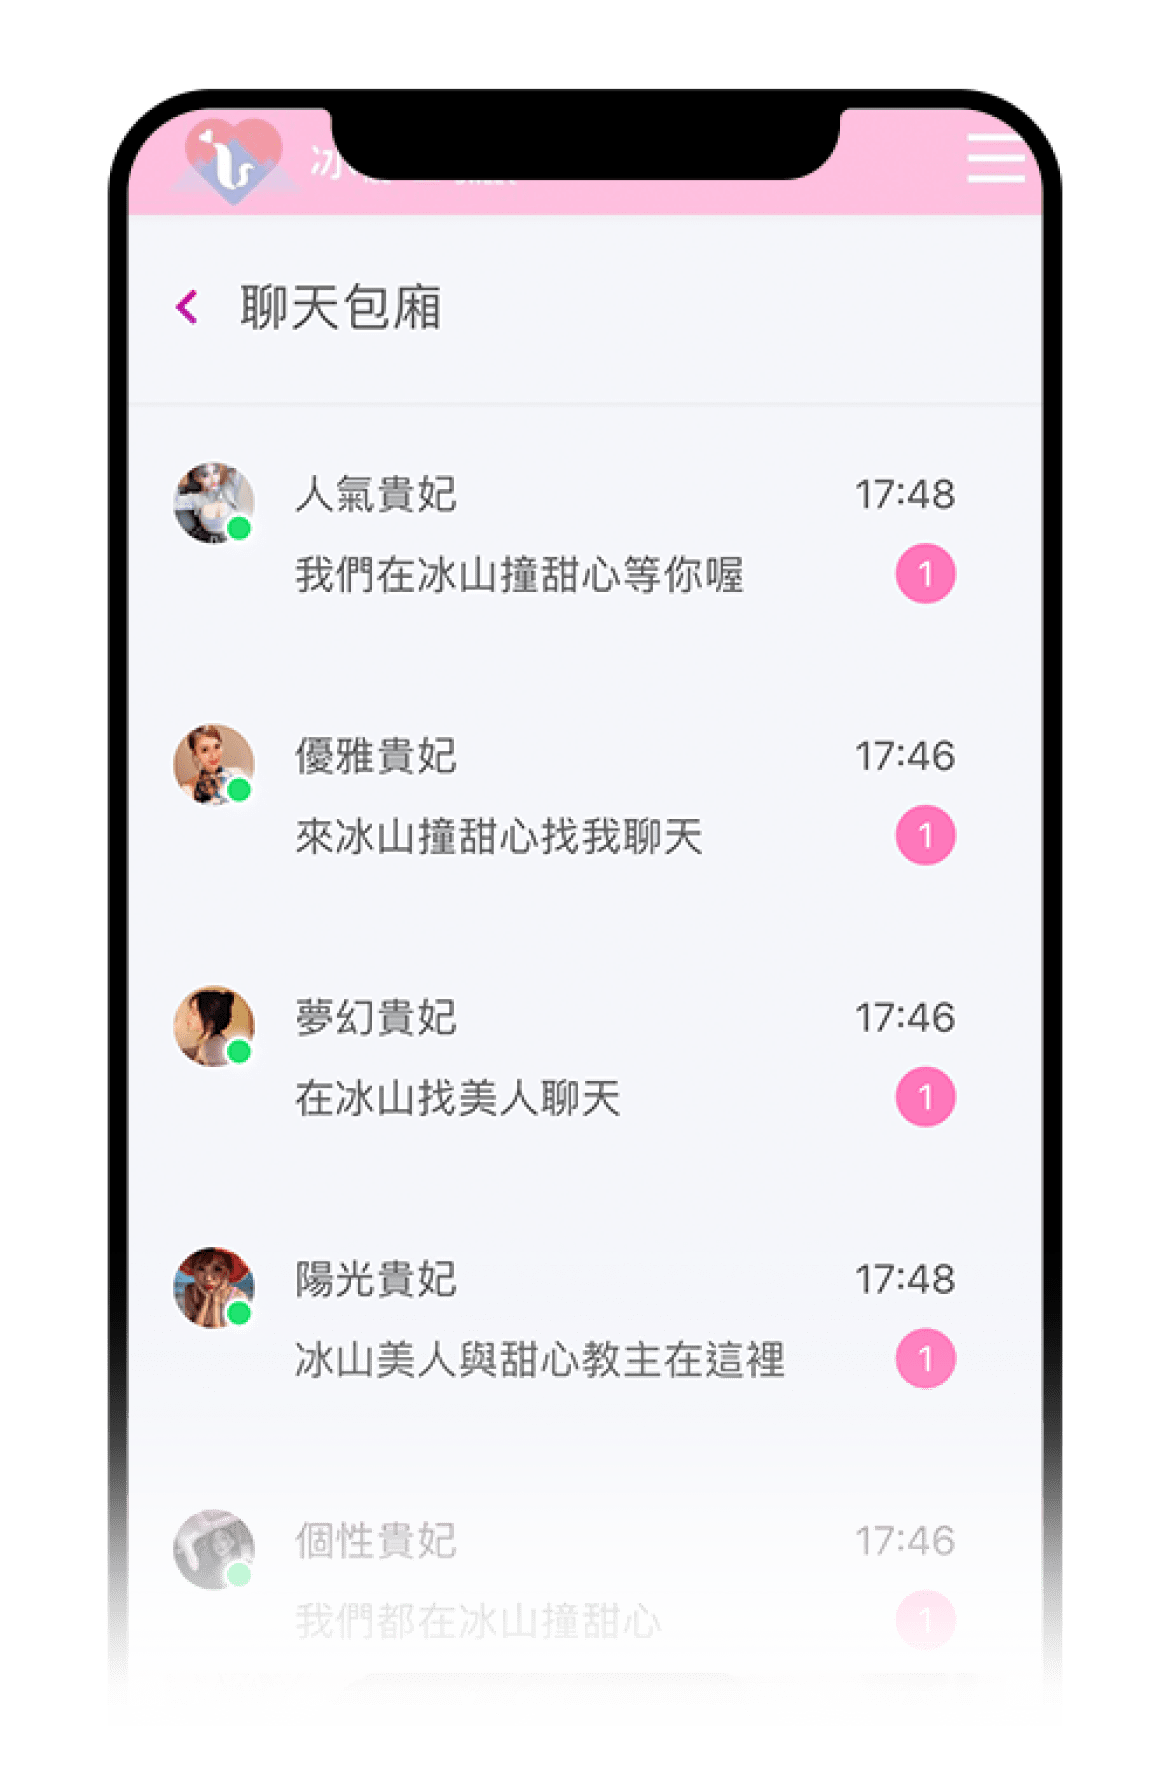 冰
聊天包廂
人氣貴妃 17:48
我們在冰山撞甜心等你喔 1
優雅貴妃 17:46
來冰山撞甜心找我聊天 1
夢幻貴妃 17:46
在冰山找美人聊天 1
陽光貴妃 17:48
冰山美人與甜心教主在這裡 1
個性貴妃 17:46
我們都在冰山撞甜心 1